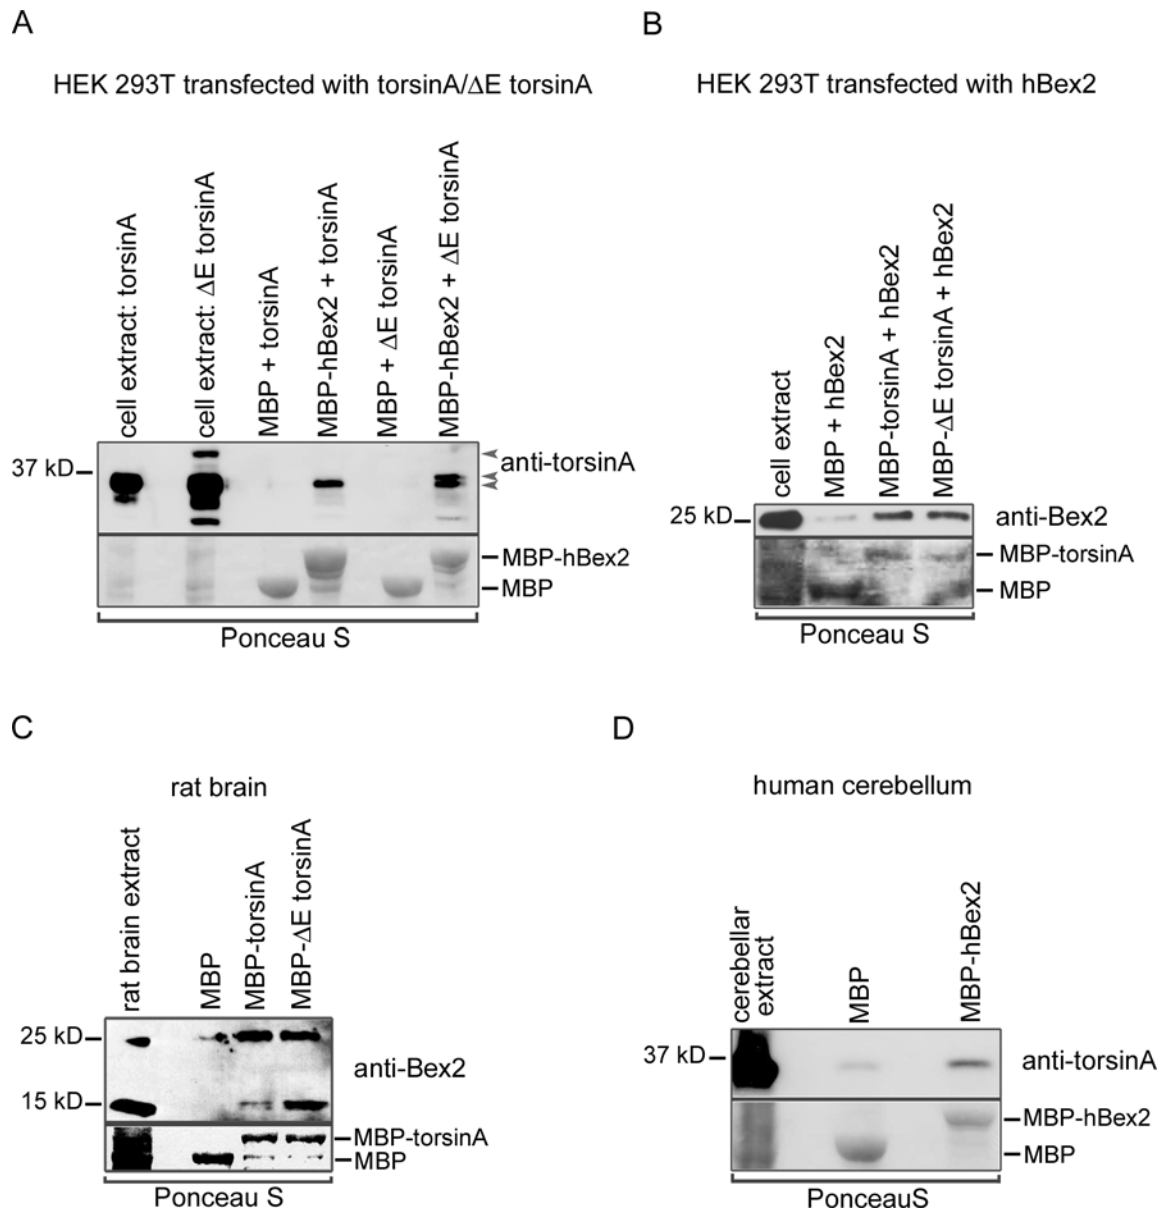 A
HEK 293T transfected with torsinA/ΔE torsinA
cell extract: torsinA
cell extract: ΔE torsinA
MBP + torsinA
MBP-hBex2 + torsinA
MBP + ΔE torsinA
MBP-hBex2 + ΔE torsinA
37 kD
anti-torsinA
MBP-hBex2
MBP
Ponceau S
B
HEK 293T transfected with hBex2
cell extract
MBP + hBex2
MBP-torsinA + hBex2
MBP-ΔE torsinA + hBex2
25 kD
anti-Bex2
MBP-torsinA
MBP
Ponceau S
C
rat brain
rat brain extract
MBP
MBP-torsinA
MBP-ΔE torsinA
25 kD
anti-Bex2
15 kD
MBP-torsinA
MBP
Ponceau S
D
human cerebellum
cerebellar
extract
MBP
MBP-hBex2
37 kD
anti-torsinA
MBP-hBex2
MBP
PonceauS